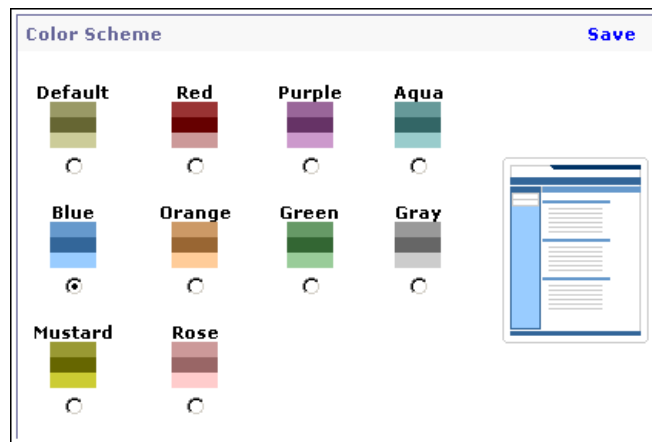 Color Scheme Save
Default Red Purple Aqua
Blue Orange Green Gray
Mustard Rose